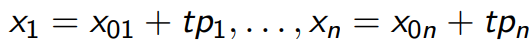 x₁ = x₀₁ + tp₁, . . . , xₙ = x₀ₙ + tpₙ